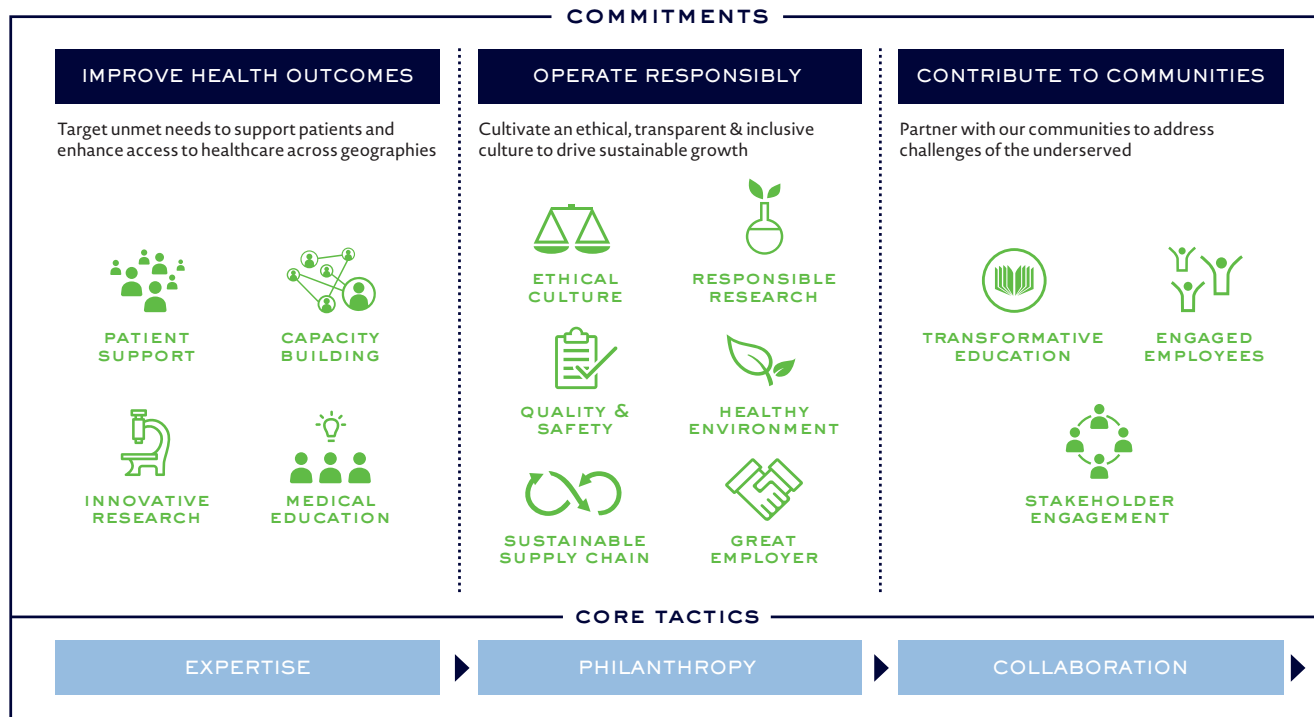 COMMITMENTS
IMPROVE HEALTH OUTCOMES
Target unmet needs to support patients and
enhance access to healthcare across geographies
PATIENT
SUPPORT
CAPACITY
BUILDING
INNOVATIVE
RESEARCH
MEDICAL
EDUCATION
OPERATE RESPONSIBLY
Cultivate an ethical, transparent & inclusive
culture to drive sustainable growth
ETHICAL
CULTURE
RESPONSIBLE
RESEARCH
QUALITY &
SAFETY
HEALTHY
ENVIRONMENT
SUSTAINABLE
SUPPLY CHAIN
GREAT
EMPLOYER
CONTRIBUTE TO COMMUNITIES
Partner with our communities to address
challenges of the underserved
TRANSFORMATIVE
EDUCATION
ENGAGED
EMPLOYEES
STAKEHOLDER
ENGAGEMENT
CORE TACTICS
EXPERTISE
PHILANTHROPY
COLLABORATION